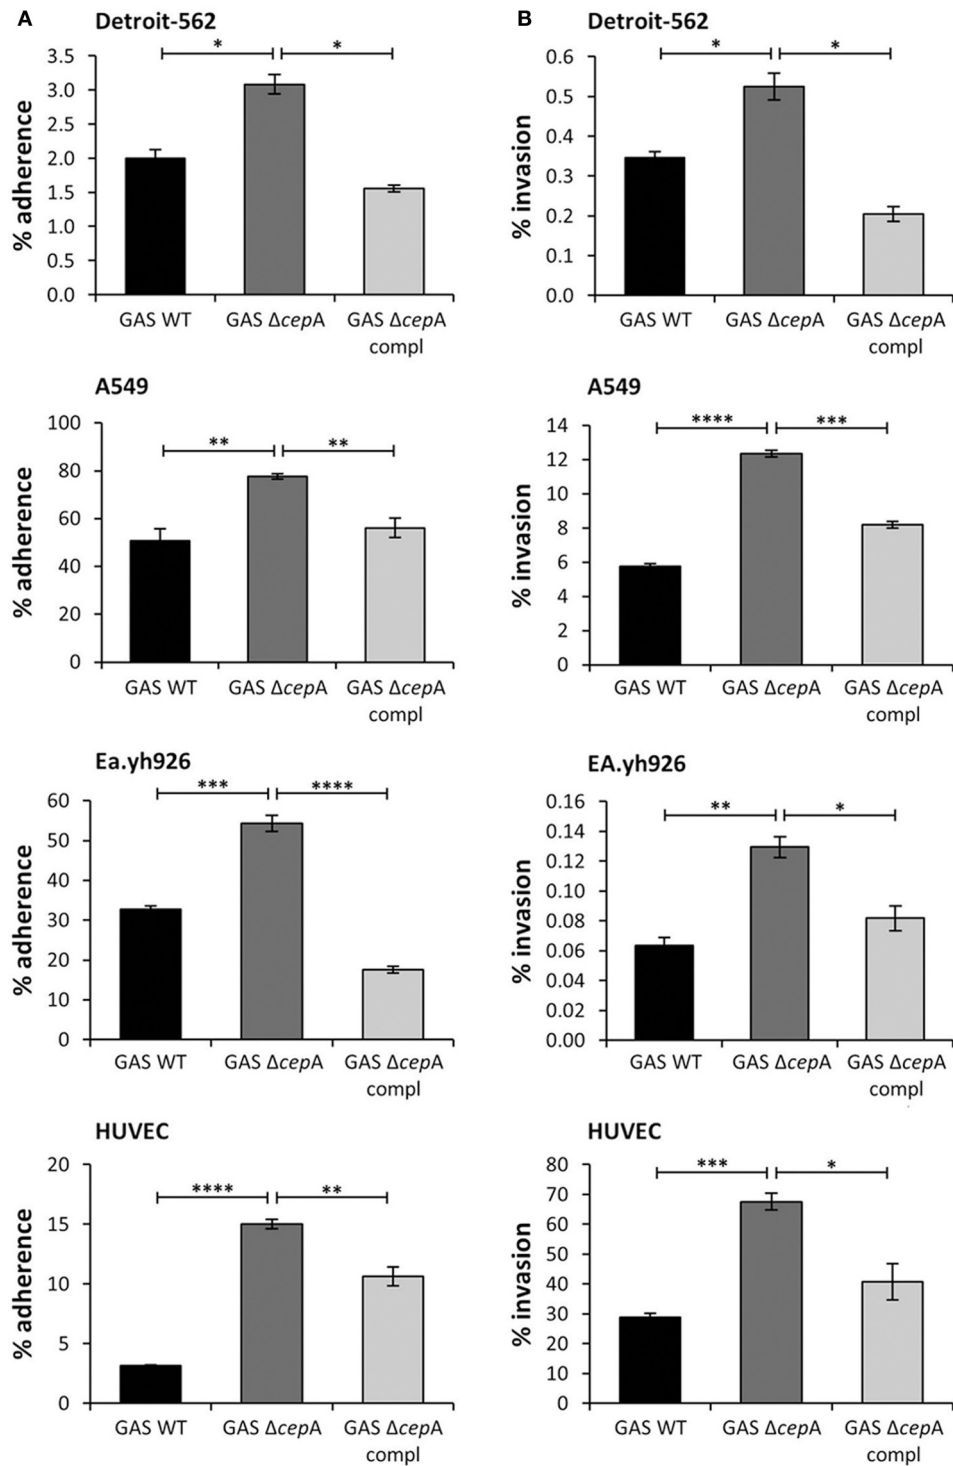 A
Detroit-562
* *
% adherence
3.5
3.0
2.5
2.0
1.5
1.0
0.5
0.0
GAS WT GAS ΔcepA GAS ΔcepA
compl
B
Detroit-562
* *
% invasion
0.6
0.5
0.4
0.3
0.2
0.1
0.0
GAS WT GAS ΔcepA GAS ΔcepA
compl
A549
** **
% adherence
100
80
60
40
20
0
GAS WT GAS ΔcepA GAS ΔcepA
compl
A549
**** ***
% invasion
14
12
10
8
6
4
2
0
GAS WT GAS ΔcepA GAS ΔcepA
compl
Ea.yh926
*** ****
% adherence
60
50
40
30
20
10
0
GAS WT GAS ΔcepA GAS ΔcepA
compl
EA.yh926
** *
% invasion
0.16
0.14
0.12
0.10
0.08
0.06
0.04
0.02
0.00
GAS WT GAS ΔcepA GAS ΔcepA
compl
HUVEC
**** **
% adherence
20
15
10
5
0
GAS WT GAS ΔcepA GAS ΔcepA
compl
HUVEC
*** *
% invasion
80
70
60
50
40
30
20
10
0
GAS WT GAS ΔcepA GAS ΔcepA
compl